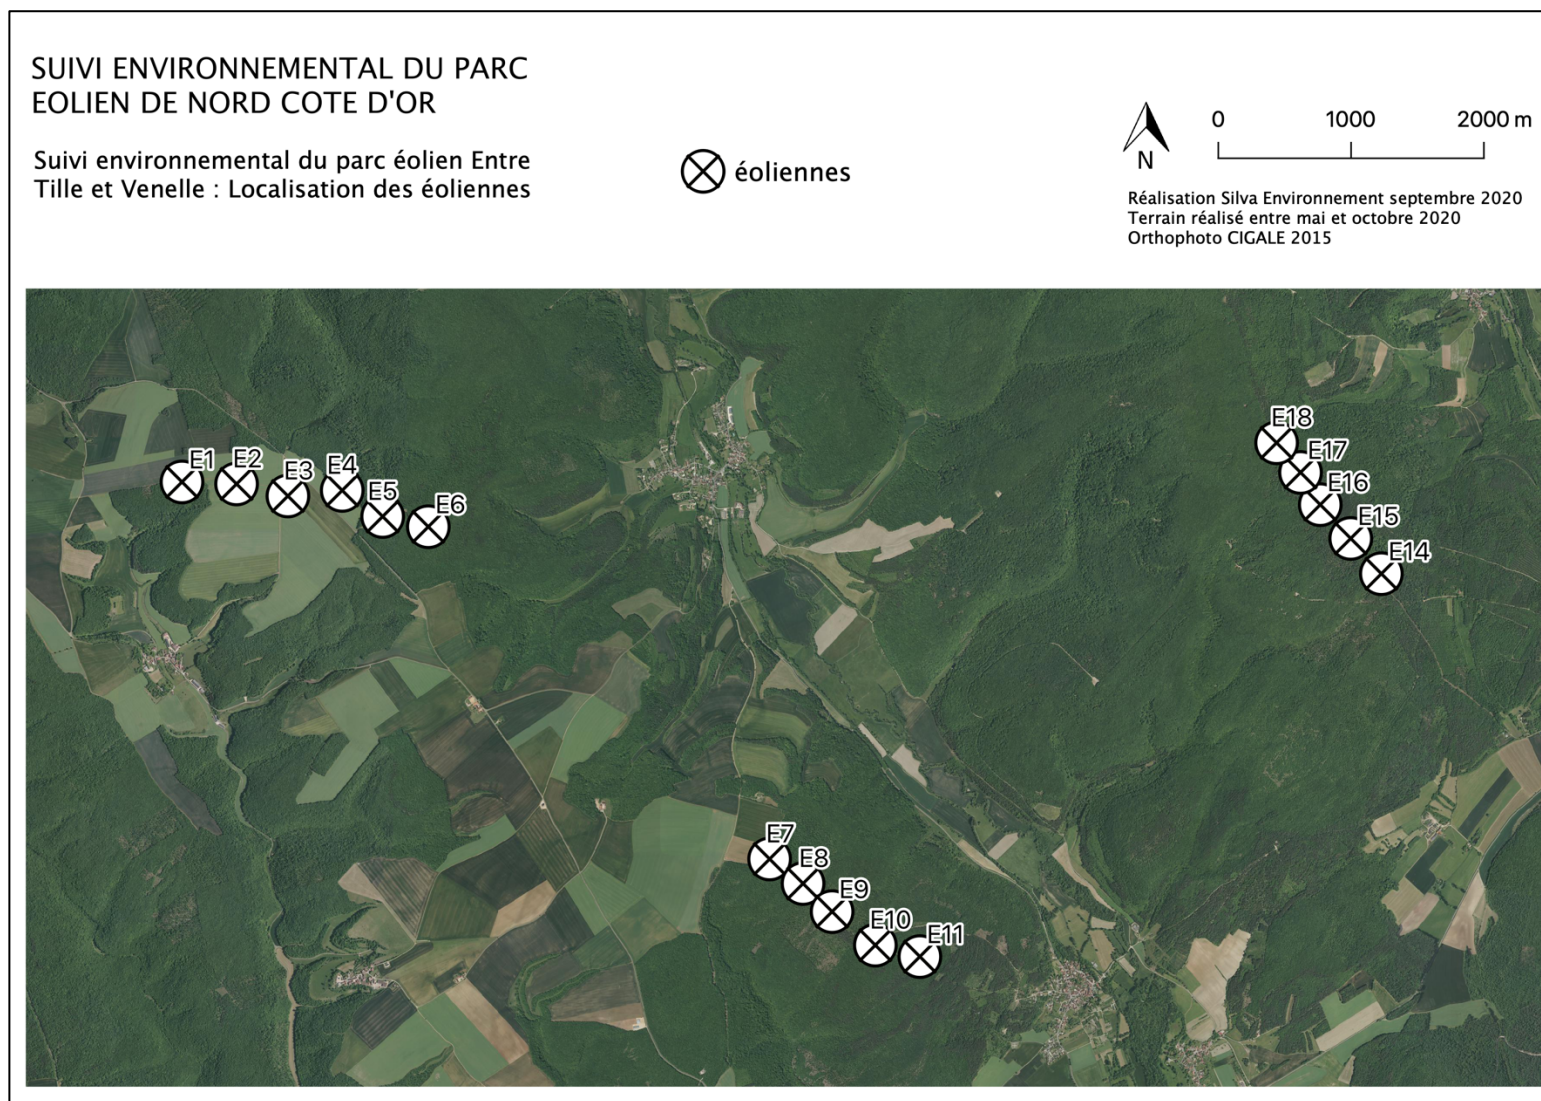 SUIVI ENVIRONNEMENTAL DU PARC
EOLIEN DE NORD COTE D'OR
Suivi environmental du parc éolien Entre
Tille et Venelle : Localisation des éoliennes
éoliennes
N
0 1000 2000 m
Réalisation Silva Environnement septembre 2020
Terrain réalisé entre mai et octobre 2020
Orthophoto CIGALE 2015
E18
E17
E16
E15
E14
E1
E2
E3
E4
E5
E6
E7
E8
E9
E10
E11